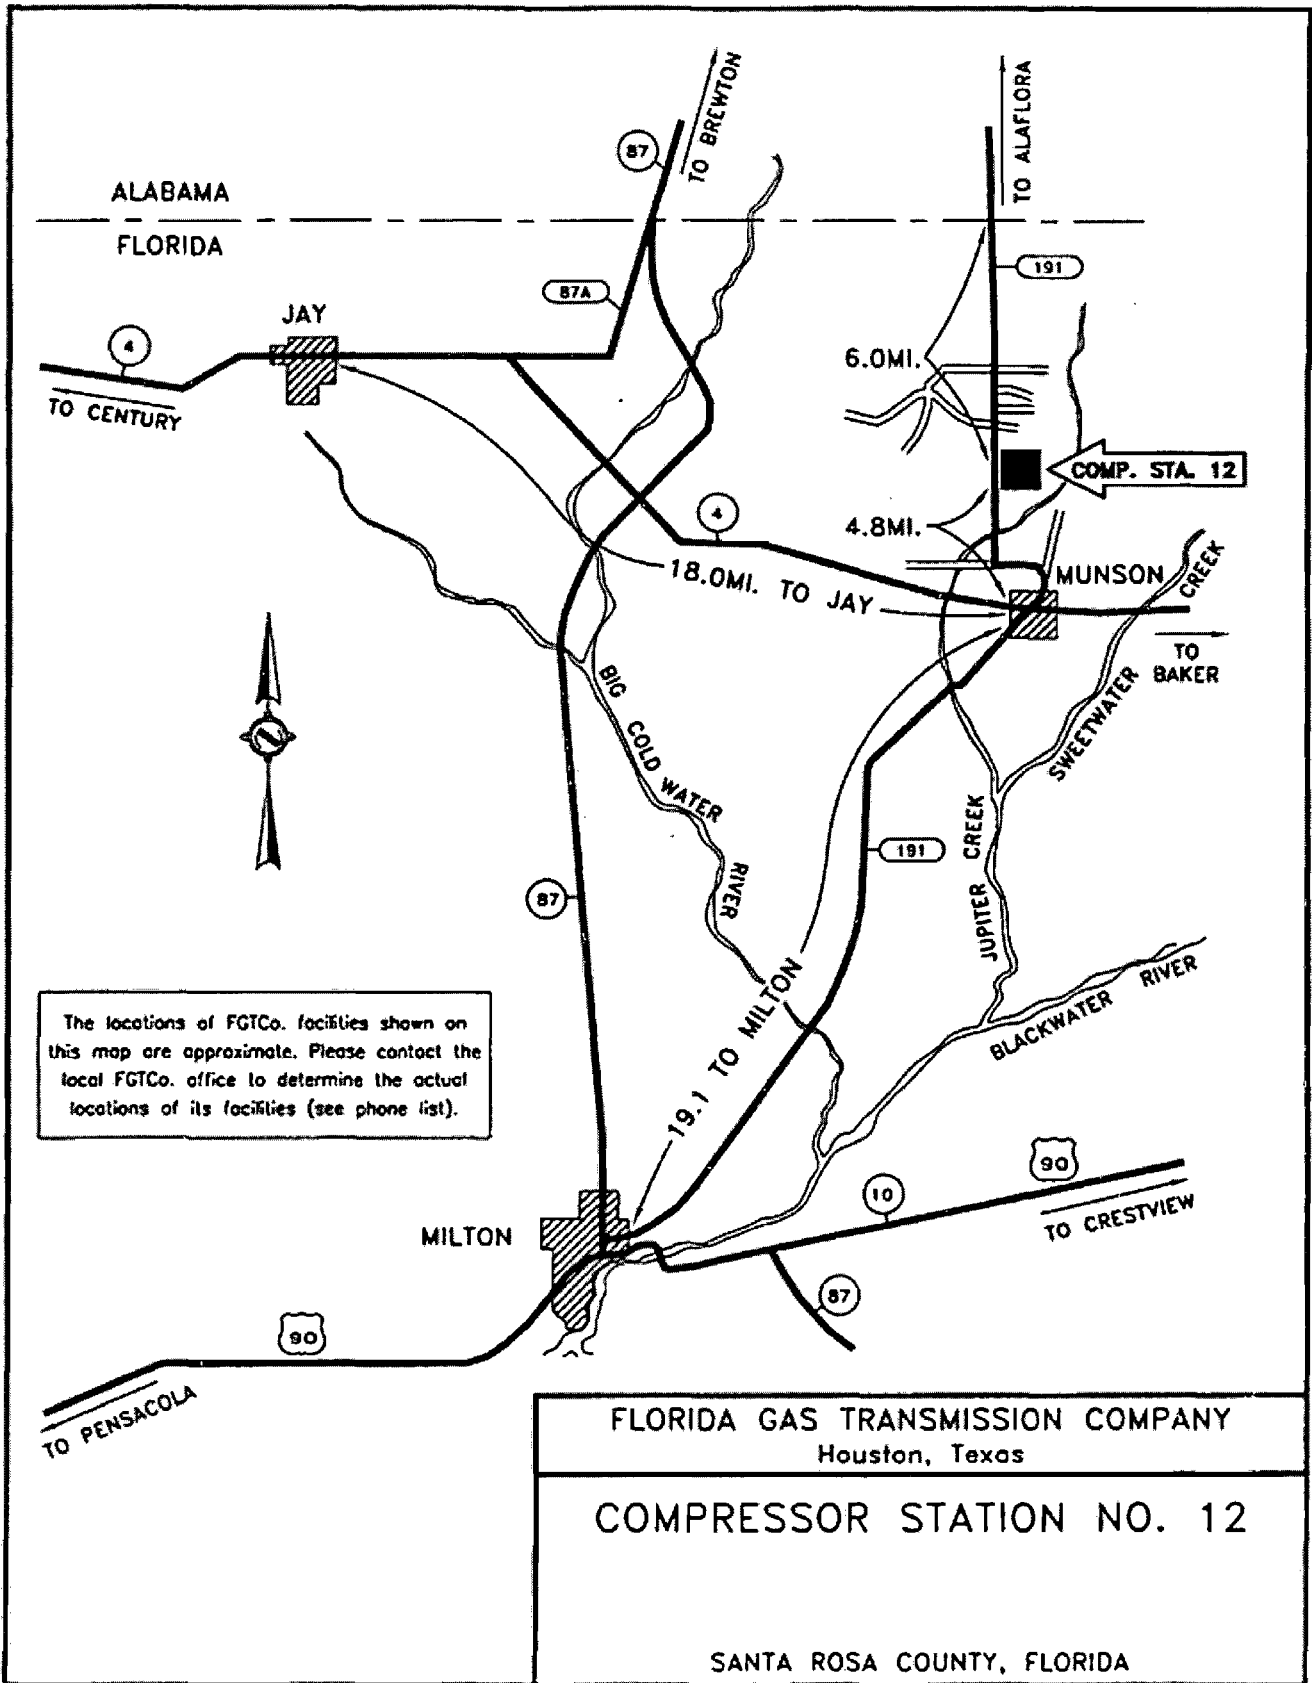 TO BREWTON
TO ALAFLORA
87
ALABAMA
FLORIDA
191
87A
JAY
4
6.0MI.
TO CENTURY
COMP. STA. 12
4
4.8MI.
18.0MI. TO JAY
MUNSON
SWEETWATER CREEK
TO
BAKER
BIG COLD WATER RIVER
191
JUPITER CREEK
87
19.1 TO MILTON
BLACKWATER RIVER
The locations of FGTCo. facilities shown on
this map are approximate. Please contact the
local FGTCo. office to determine the actual
locations of its facilities (see phone list).
90
10
TO CRESTVIEW
MILTON
87
90
TO PENSACOLA
FLORIDA GAS TRANSMISSION COMPANY
Houston, Texas
COMPRESSOR STATION NO. 12
SANTA ROSA COUNTY, FLORIDA